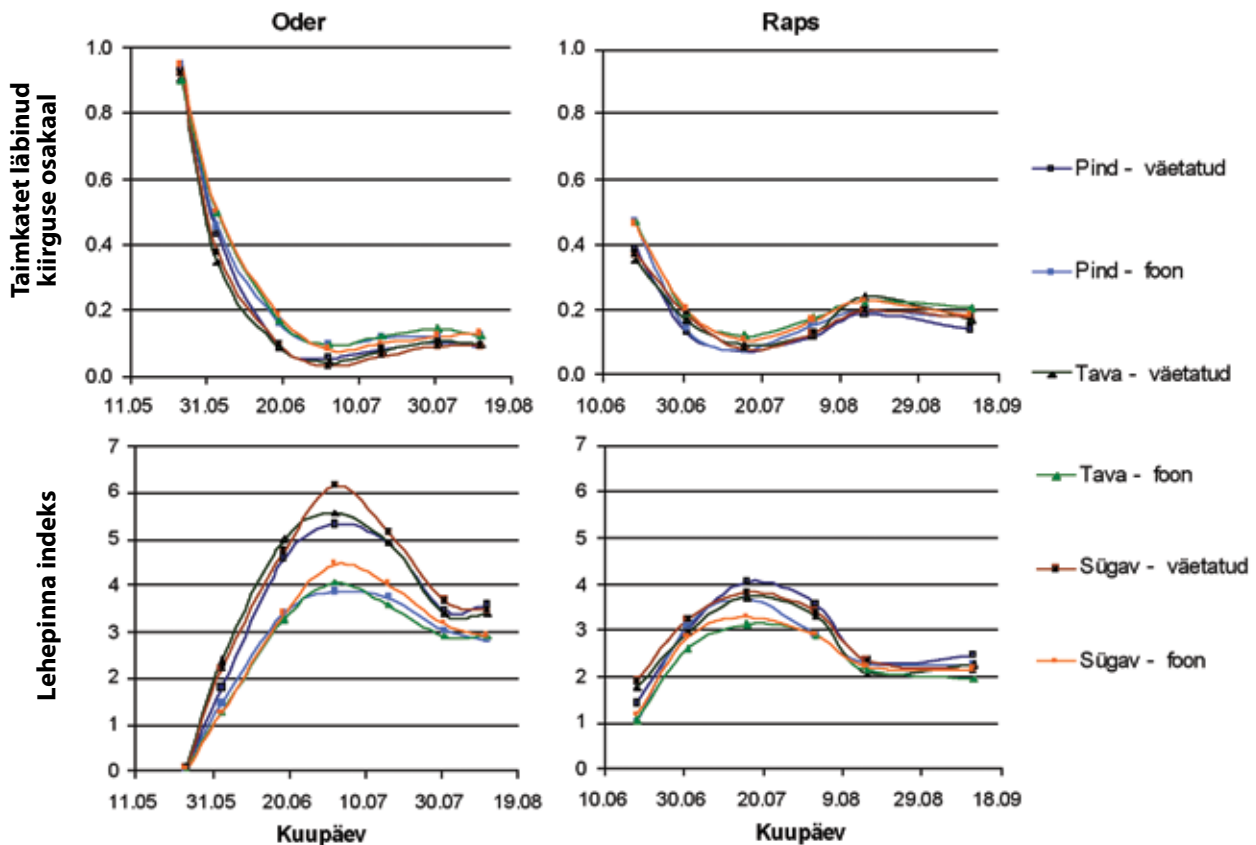 Oder
Taimkatet läbinud
kiirguse osakaal
1.0
0.8
0.6
0.4
0.2
0.0
11.05 31.05 20.06 10.07 30.07 19.08
Raps
1.0
0.8
0.6
0.4
0.2
0.0
10.06 30.06 20.07 9.08 29.08 18.09
Lehepinna indeks
7
6
5
4
3
2
1
0
11.05 31.05 20.06 10.07 30.07 19.08
Kuupäev
7
6
5
4
3
2
1
0
10.06 30.06 20.07 9.08 29.08 18.09
Kuupäev
Pind - väetatud
Pind - foon
Tava - väetatud
Tava - foon
Sügav - väetatud
Sügav - foon